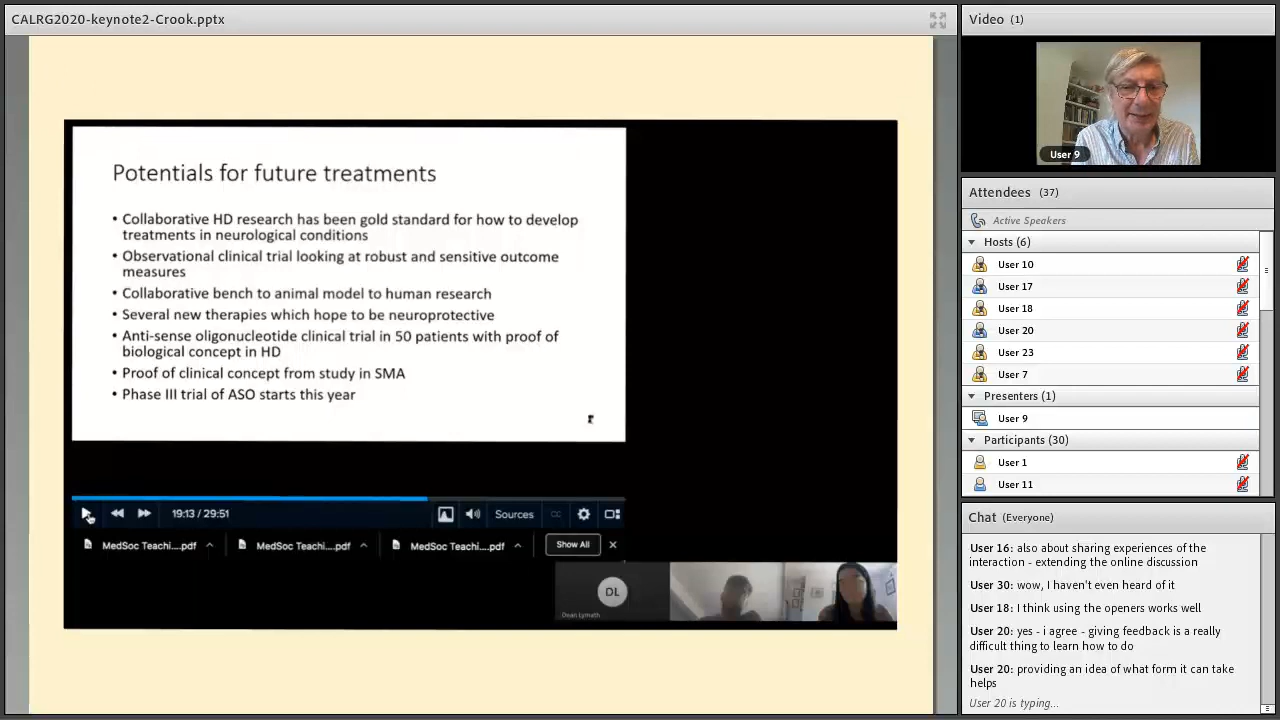 CALRG2020-keynote2-Crook.pptx
Potentials for future treatments
• Collaborative HD research has been gold standard for how to develop
treatments in neurological conditions
• Observational clinical trial looking at robust and sensitive outcome
measures
• Collaborative bench to animal model to human research
• Several new therapies which hope to be neuroprotective
• Anti-sense oligonucleotide clinical trial in 50 patients with proof of
biological concept in HD
• Proof of clinical concept from study in SMA
• Phase III trial of ASO starts this year
19:13 / 29:51
Sources
CC
MedSoc Teachi....pdf
MedSoc Teachi....pdf
MedSoc Teachi....pdf
Show All
DL
Dean Lymath
Video (1)
User 9
Attendees (37)
Active Speakers
Hosts (6)
User 10
User 17
User 18
User 20
User 23
User 7
Presenters (1)
User 9
Participants (30)
User 1
User 11
Chat (Everyone)
User 16: also about sharing experiences of the
interaction - extending the online discussion
User 30: wow, I haven't even heard of it
User 18: I think using the openers works well
User 20: yes - i agree - giving feedback is a really
difficult thing to learn how to do
User 20: providing an idea of what form it can take
helps
User 20 is typing...